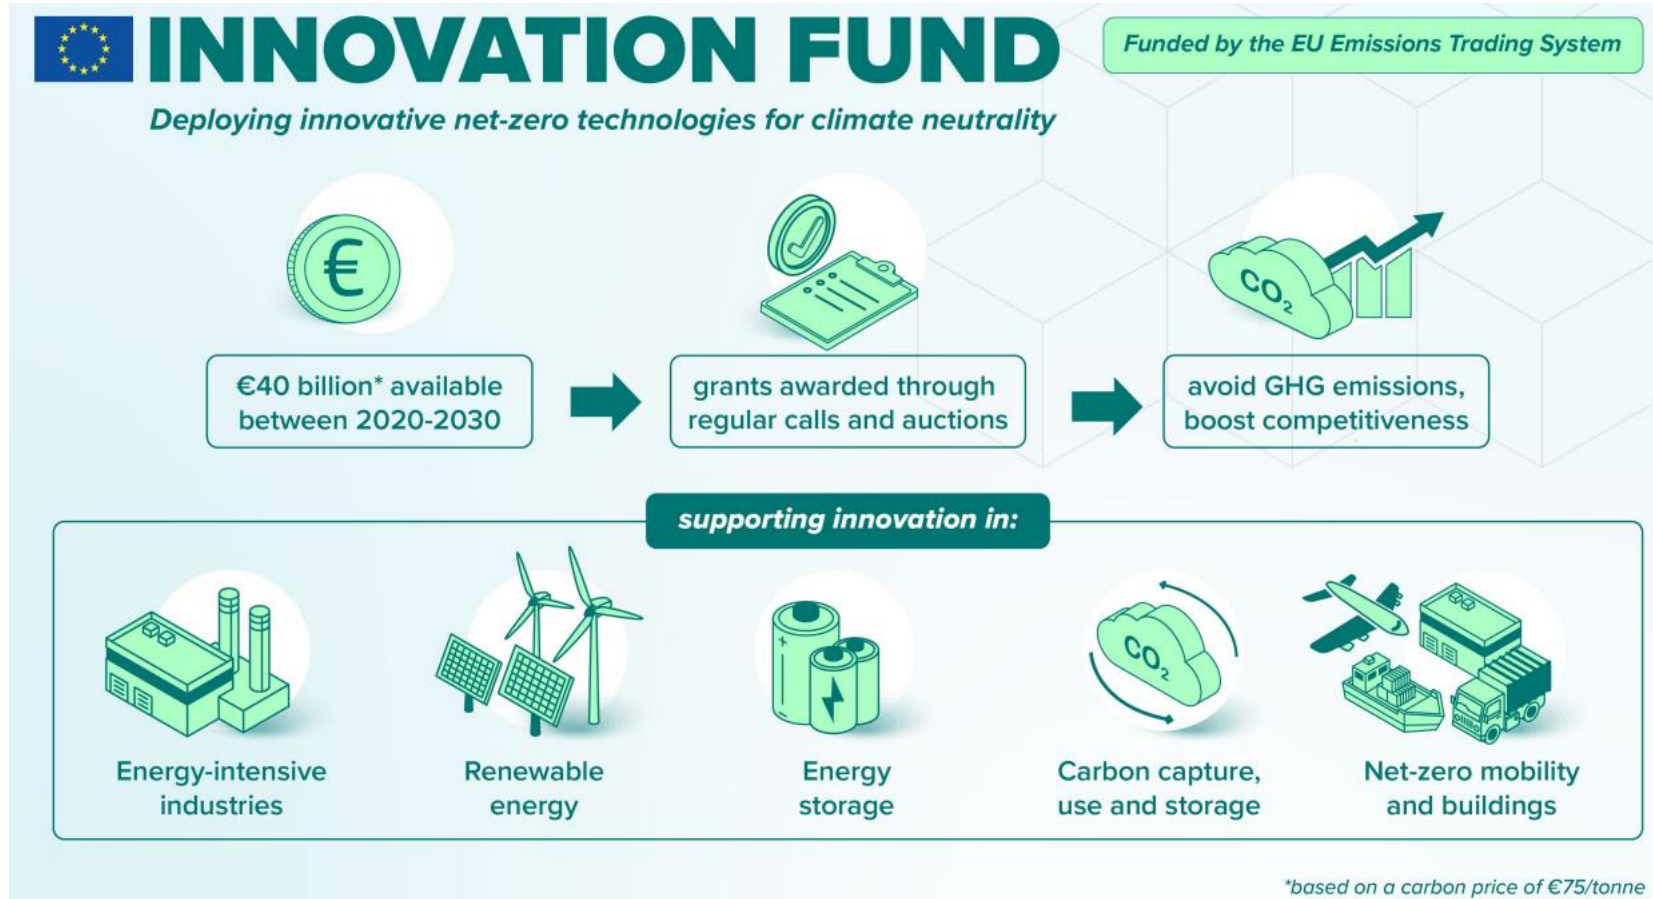 INNOVATION FUND
Funded by the EU Emissions Trading System
Deploying innovative net-zero technologies for climate neutrality
€
CO₂
€40 billion* available
between 2020-2030
grants awarded through
regular calls and auctions
avoid GHG emissions,
boost competitiveness
supporting innovation in:
+
-
CO₂
Energy-intensive
industries
Renewable
energy
Energy
storage
Carbon capture,
use and storage
Net-zero mobility
and buildings
*based on a carbon price of €75/tonne